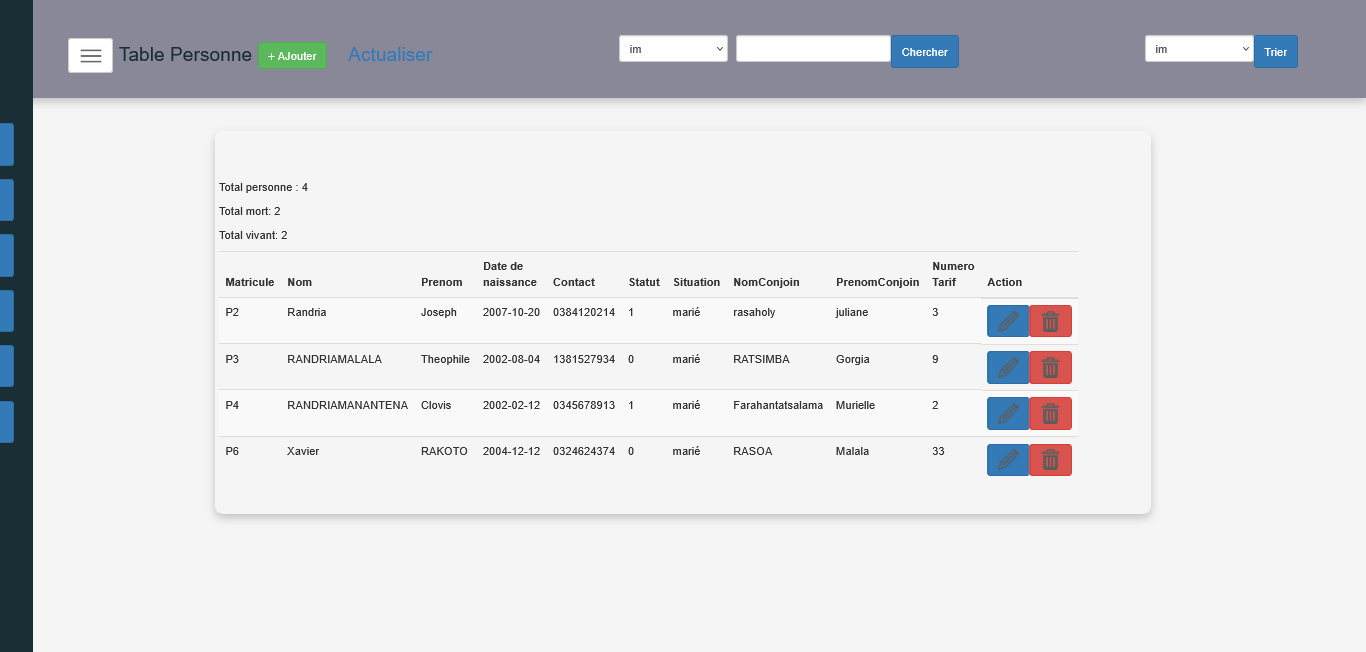 Table Personne + AJouter Actualiser im Chercher im Trier
Total personne : 4
Total mort: 2
Total vivant: 2
Matricule Nom Prenom Date de naissance Contact Statut Situation NomConjoin PrenomConjoin Numero Tarif Action
P2 Randria Joseph 2007-10-20 0384120214 1 marié rasaholy juliane 3
P3 RANDRIAMALALA Theophile 2002-08-04 1381527934 0 marié RATSIMBA Gorgia 9
P4 RANDRIAMANANTENA Clovis 2002-02-12 0345678913 1 marié Farahantatsalama Murielle 2
P6 Xavier RAKOTO 2004-12-12 0324624374 0 marié RASOA Malala 33